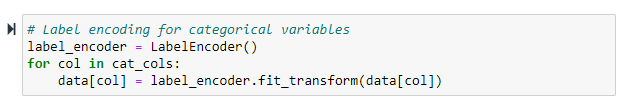 # Label encoding for categorical variables
label_encoder = LabelEncoder()
for col in cat_cols:
    data[col] = label_encoder.fit_transform(data[col])